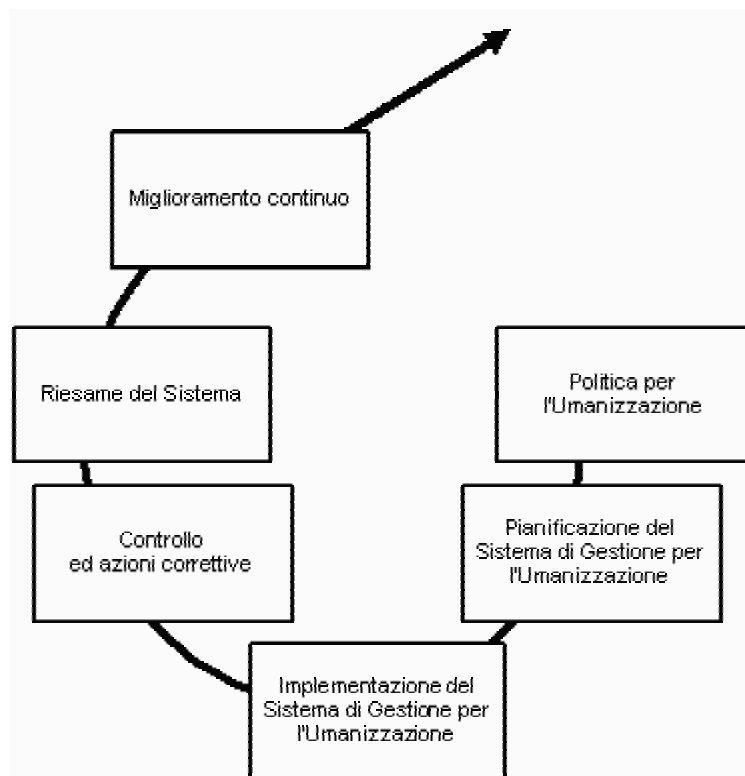 Miglioramento continuo
Riesame del Sistema
Politica per
l'Umanizzazione
Controllo
ed azioni correttive
Pianificazione del
Sistema di Gestione per
l'Umanizzazione
Implementazione del
Sistema di Gestione per
l'Umanizzazione